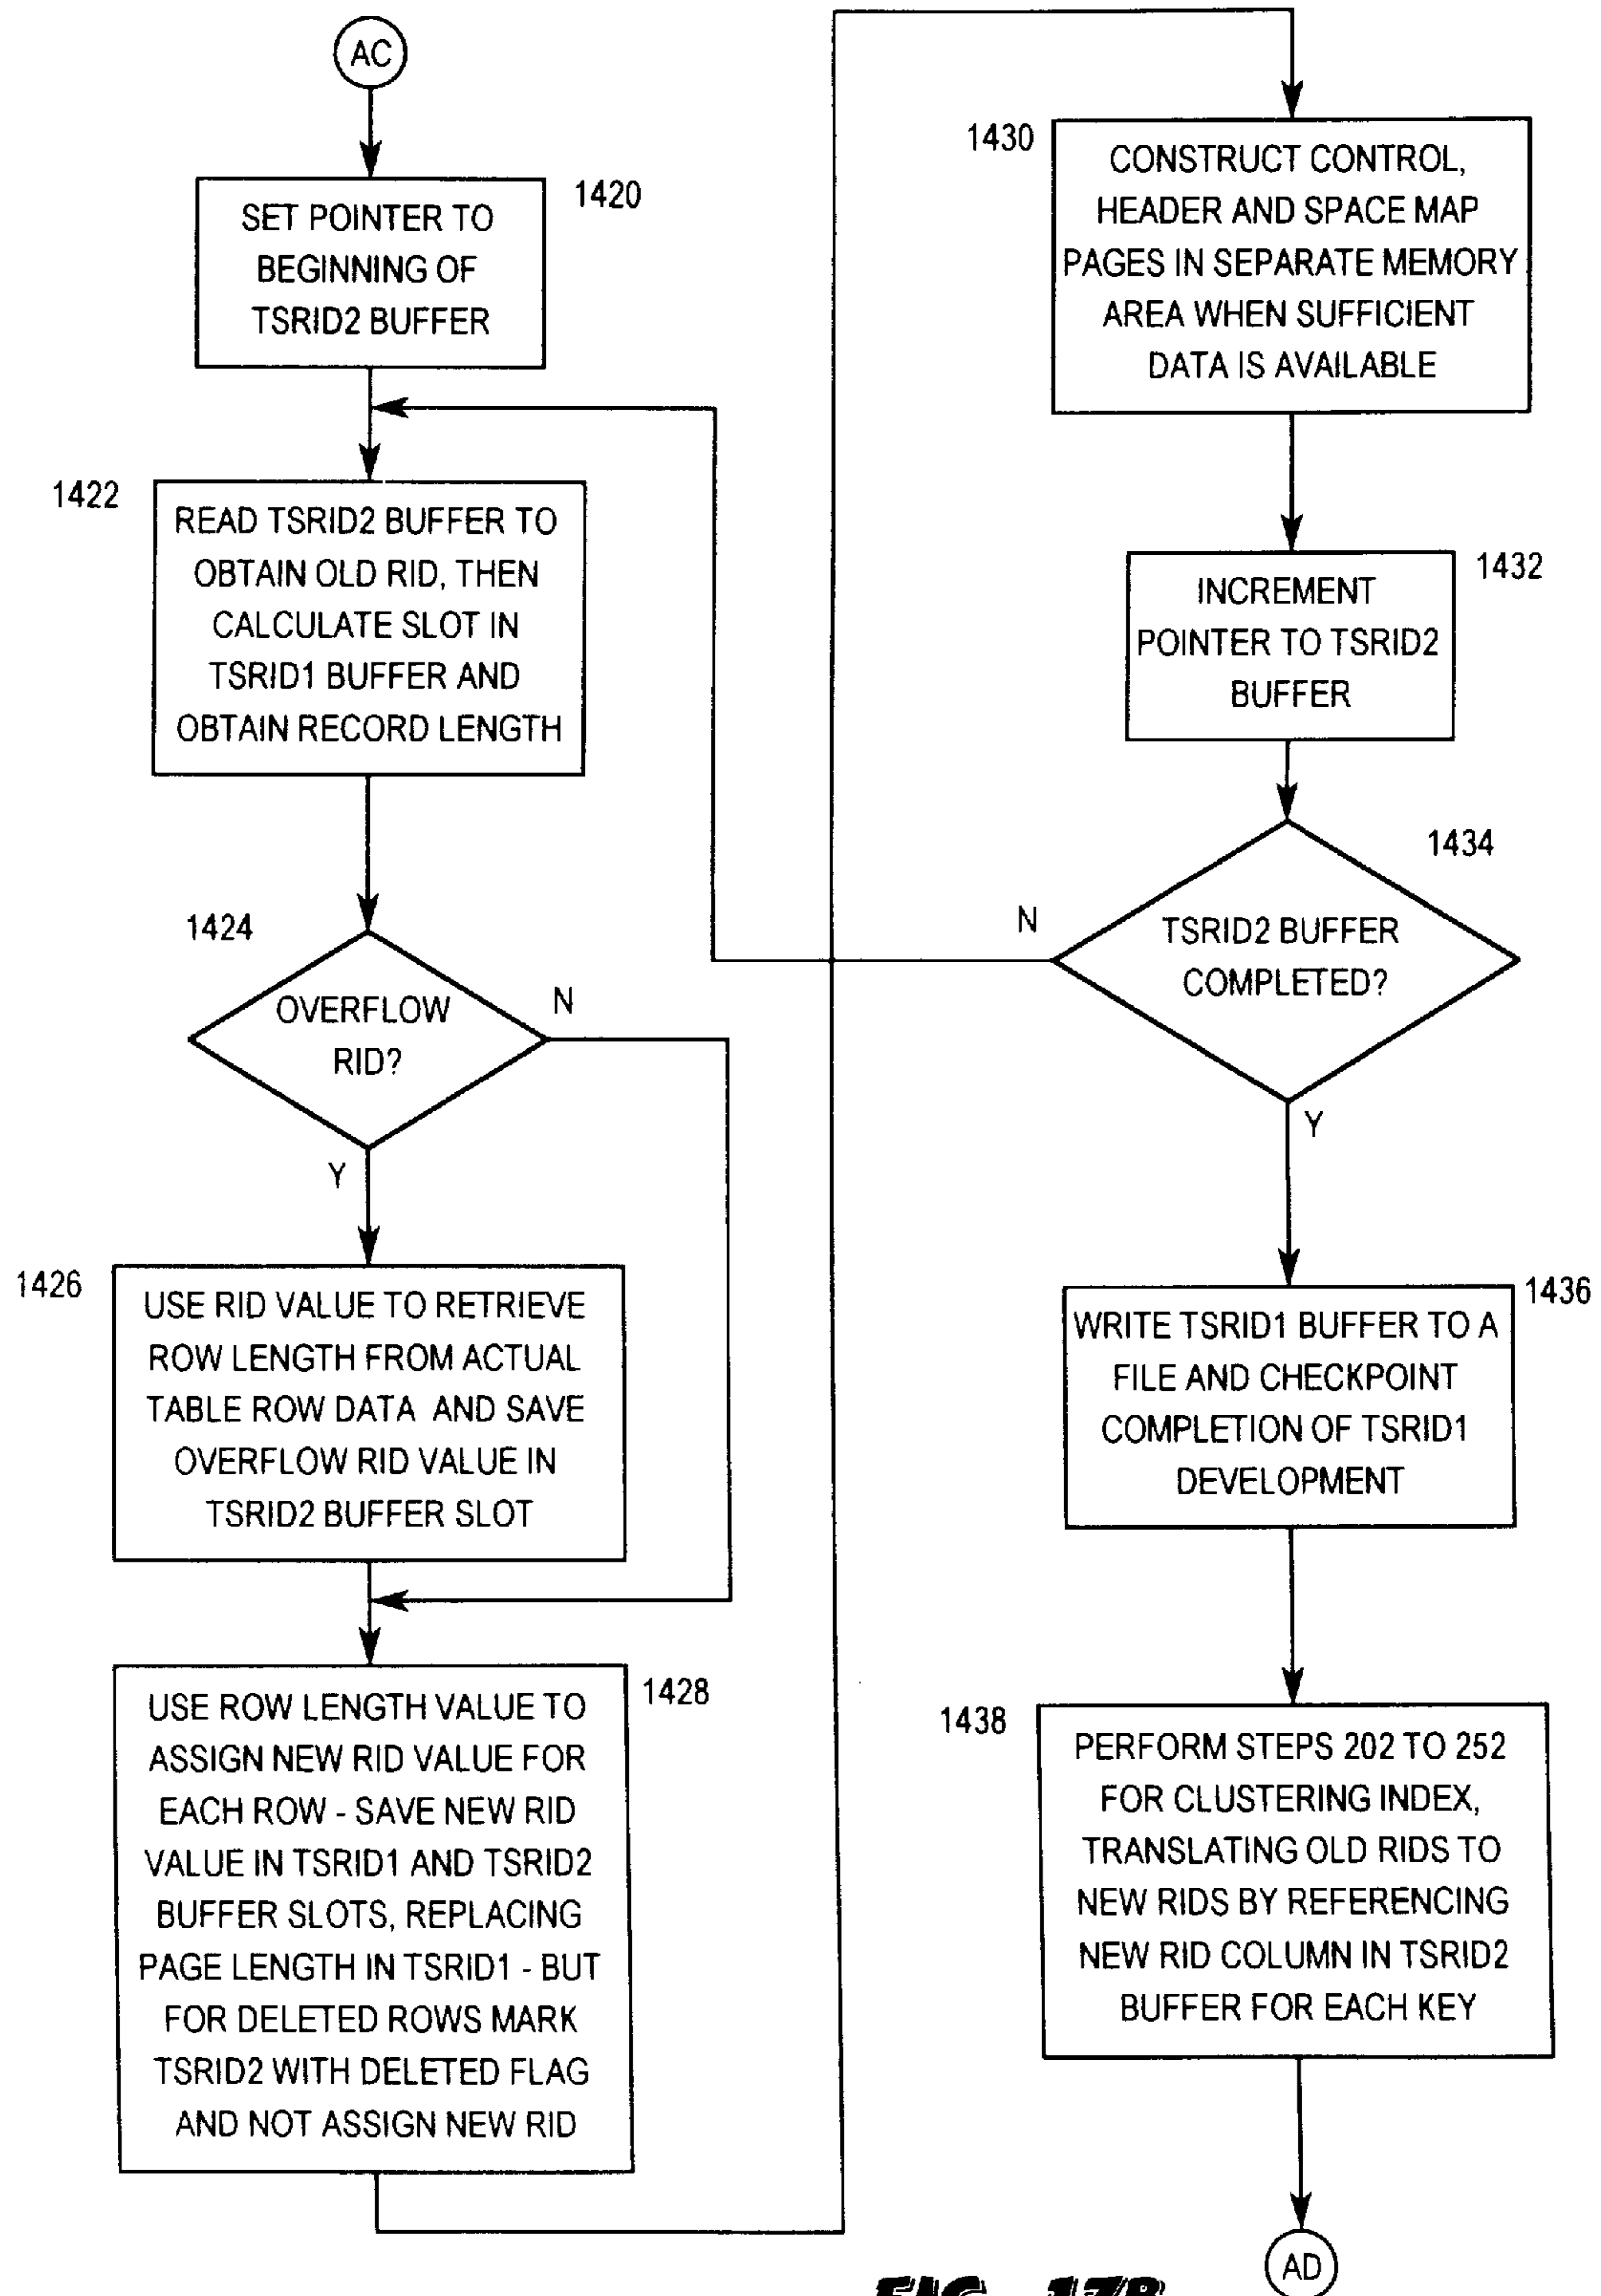 AC
1420
SET POINTER TO
BEGINNING OF
TSRID2 BUFFER
1422
READ TSRID2 BUFFER TO
OBTAIN OLD RID, THEN
CALCULATE SLOT IN
TSRID1 BUFFER AND
OBTAIN RECORD LENGTH
1424
OVERFLOW
RID?
N
Y
1426
USE RID VALUE TO RETRIEVE
ROW LENGTH FROM ACTUAL
TABLE ROW DATA AND SAVE
OVERFLOW RID VALUE IN
TSRID2 BUFFER SLOT
1428
USE ROW LENGTH VALUE TO
ASSIGN NEW RID VALUE FOR
EACH ROW - SAVE NEW RID
VALUE IN TSRID1 AND TSRID2
BUFFER SLOTS, REPLACING
PAGE LENGTH IN TSRID1 - BUT
FOR DELETED ROWS MARK
TSRID2 WITH DELETED FLAG
AND NOT ASSIGN NEW RID
1430
CONSTRUCT CONTROL,
HEADER AND SPACE MAP
PAGES IN SEPARATE MEMORY
AREA WHEN SUFFICIENT
DATA IS AVAILABLE
1432
INCREMENT
POINTER TO TSRID2
BUFFER
1434
TSRID2 BUFFER
COMPLETED?
N
Y
1436
WRITE TSRID1 BUFFER TO A
FILE AND CHECKPOINT
COMPLETION OF TSRID1
DEVELOPMENT
1438
PERFORM STEPS 202 TO 252
FOR CLUSTERING INDEX,
TRANSLATING OLD RIDS TO
NEW RIDS BY REFERENCING
NEW RID COLUMN IN TSRID2
BUFFER FOR EACH KEY
AD
FIG. 17B